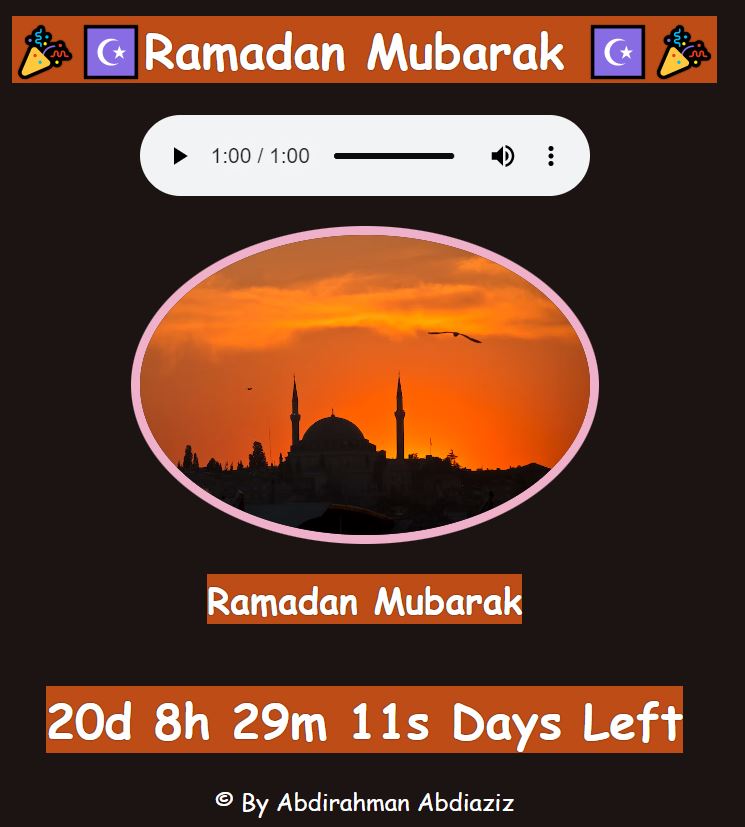 🎉 ☪️Ramadan Mubarak ☪️ 🎉
1:00 / 1:00
Ramadan Mubarak
20d 8h 29m 11s Days Left
© By Abdirahman Abdiaziz